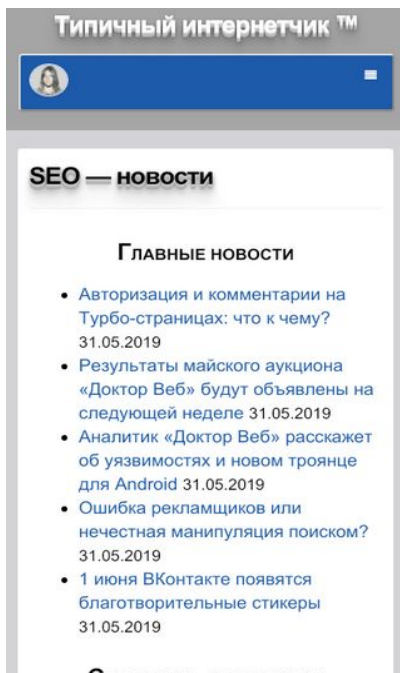 Типичный интернетчик ™
SEO — новости
Главные новости
Авторизация и комментарии на
Турбо-страницах: что к чему?
31.05.2019
Результаты майского аукциона
«Доктор Веб» будут объявлены на
следующей неделе 31.05.2019
Аналитик «Доктор Веб» расскажет
об уязвимостях и новом троянце
для Android 31.05.2019
Ошибка рекламщиков или
нечестная манипуляция поиском?
31.05.2019
1 июня ВКонтакте появятся
благотворительные стикеры
31.05.2019